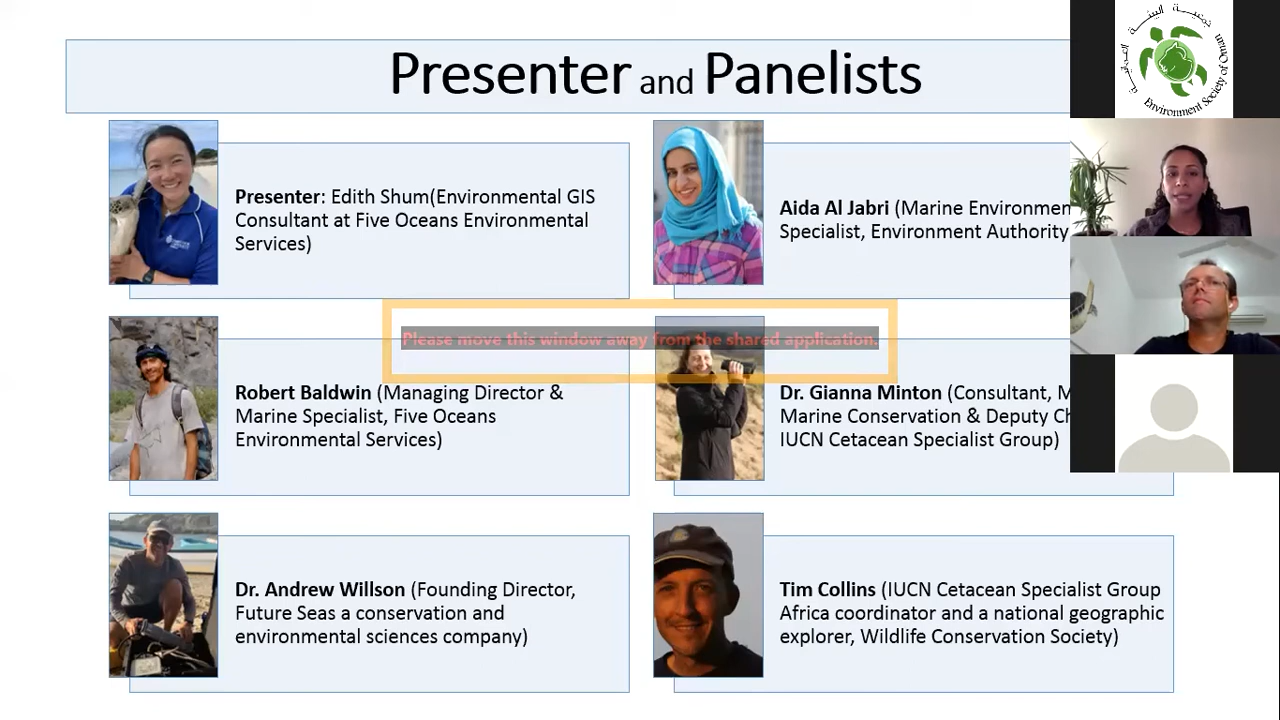 Presenter and Panelists
Presenter: Edith Shum(Environmental GIS
Consultant at Five Oceans Environmental
Services)
Aida Al Jabri (Marine Environmen
Specialist, Environment Authority
Please move this window away from the shared application.
Robert Baldwin (Managing Director &
Marine Specialist, Five Oceans
Environmental Services)
Dr. Gianna Minton (Consultant, M
Marine Conservation & Deputy Ch
IUCN Cetacean Specialist Group)
Dr. Andrew Willson (Founding Director,
Future Seas a conservation and
environmental sciences company)
Tim Collins (IUCN Cetacean Specialist Group
Africa coordinator and a national geographic
explorer, Wildlife Conservation Society)
جمعية البيئة العمانية
Environment Society of Oman